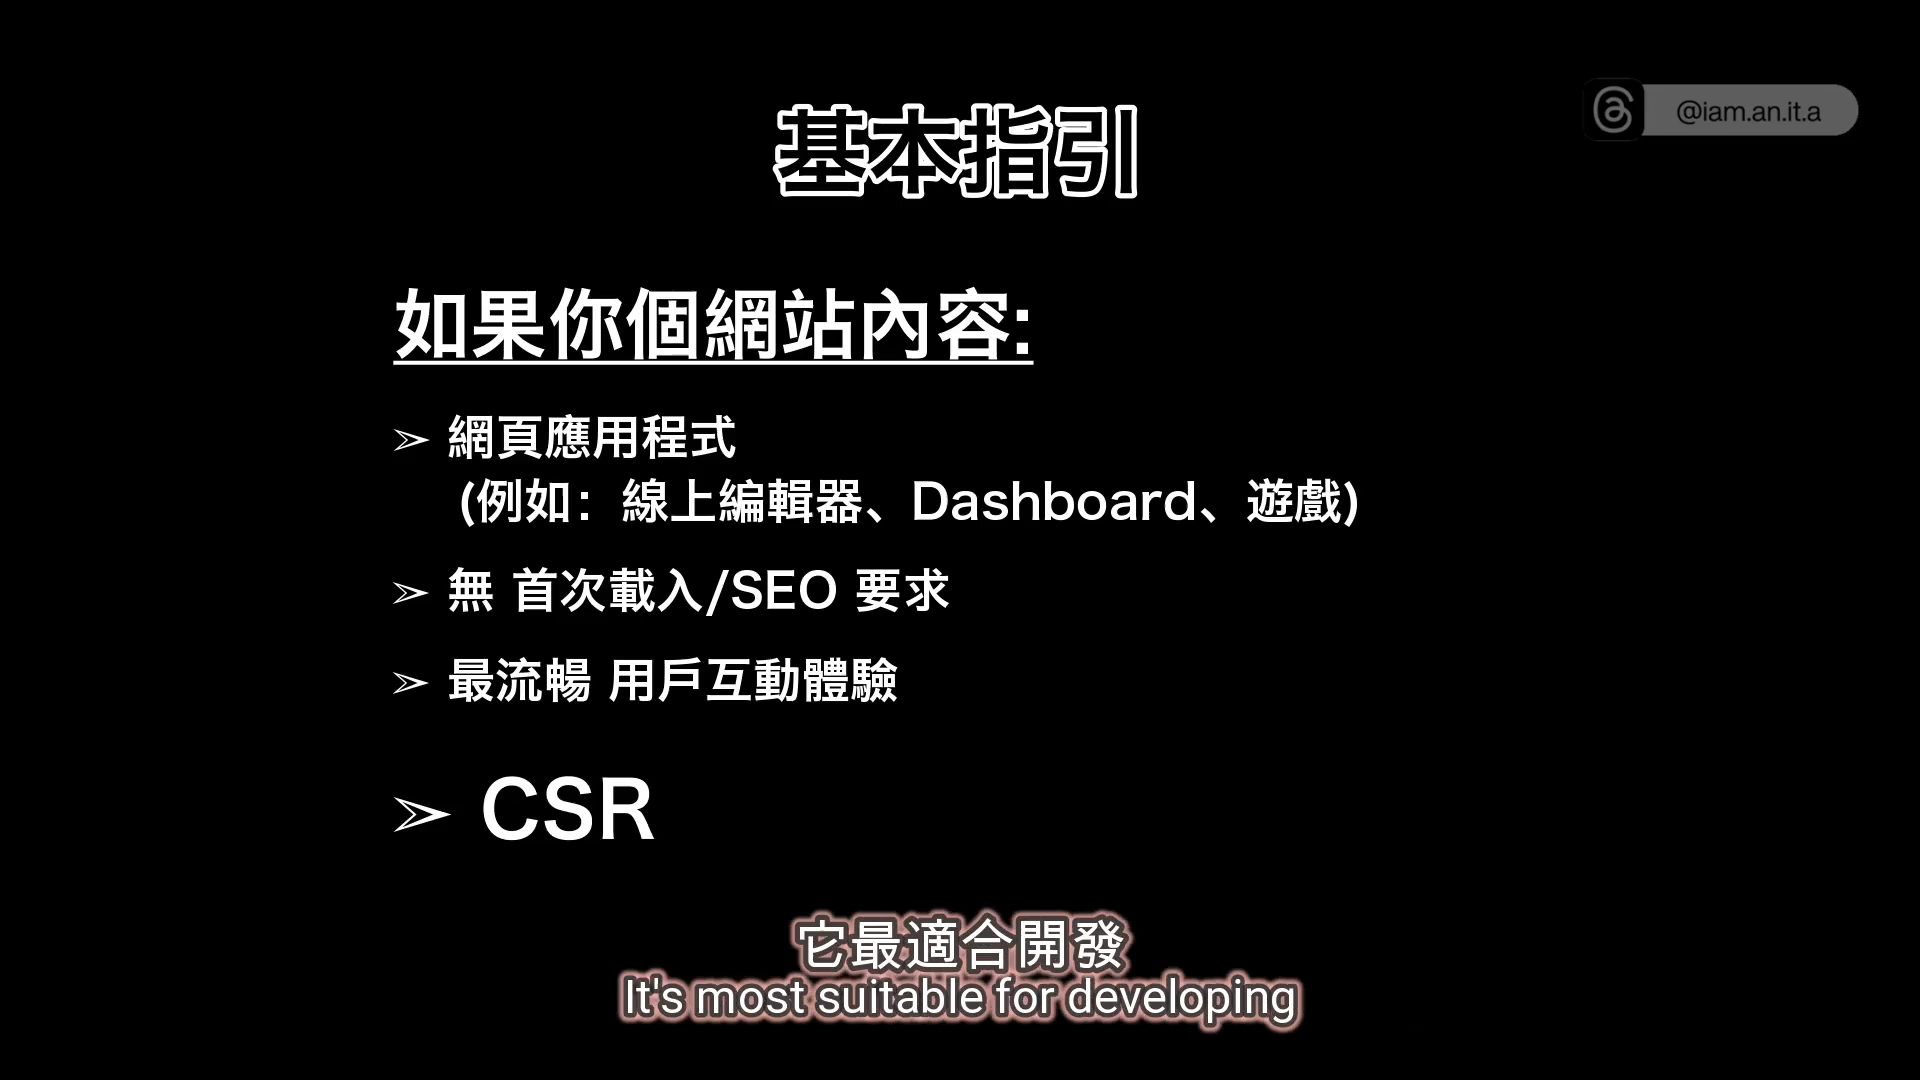 @iam.an.it.a
基本指引
如果你個網站內容:
➢ 網頁應用程式
(例如：線上編輯器、Dashboard、遊戲)
➢ 無 首次載入/SEO 要求
➢ 最流暢 用戶互動體驗
➢ CSR
它最適合開發
It's most suitable for developing